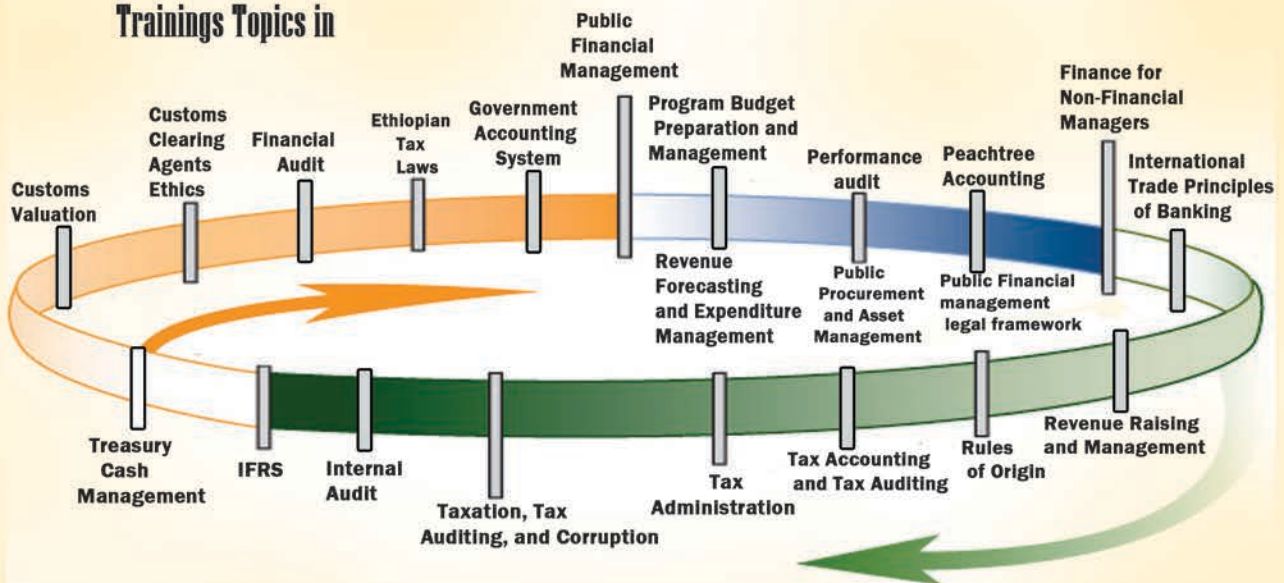 Trainings Topics in
Public
Financial
Management
Customs
Valuation
Customs
Clearing
Agents
Ethics
Financial
Audit
Ethiopian
Tax
Laws
Government
Accounting
System
Program Budget
Preparation and
Management
Performance
audit
Peachtree
Accounting
Finance for
Non-Financial
Managers
International
Trade Principles
of Banking
Revenue
Forecasting
and Expenditure
Management
Public
Procurement
and Asset
Management
Public Financial
management
legal framework
Treasury
Cash
Management
IFRS
Internal
Audit
Taxation, Tax
Auditing, and Corruption
Tax
Administration
Tax Accounting
and Tax Auditing
Rules
of Origin
Revenue Raising
and Management